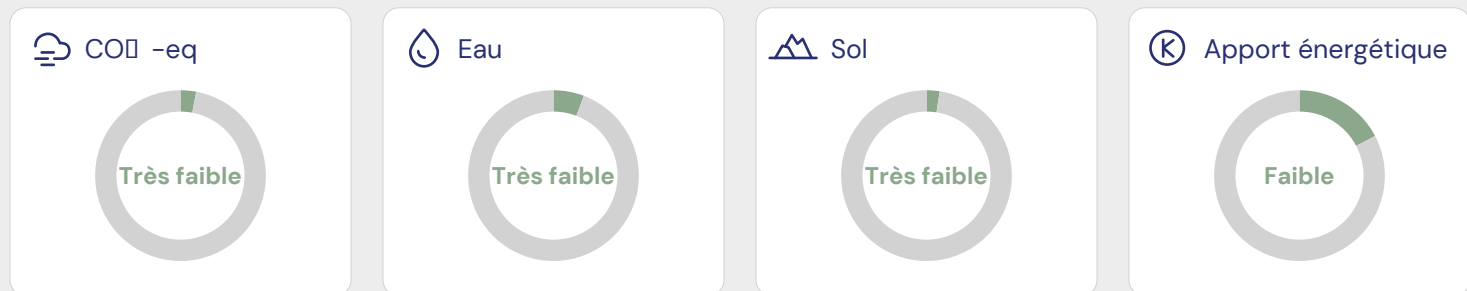 CO▯ -eq
Eau
Sol
Apport énergétique
Très faible
Très faible
Très faible
Faible